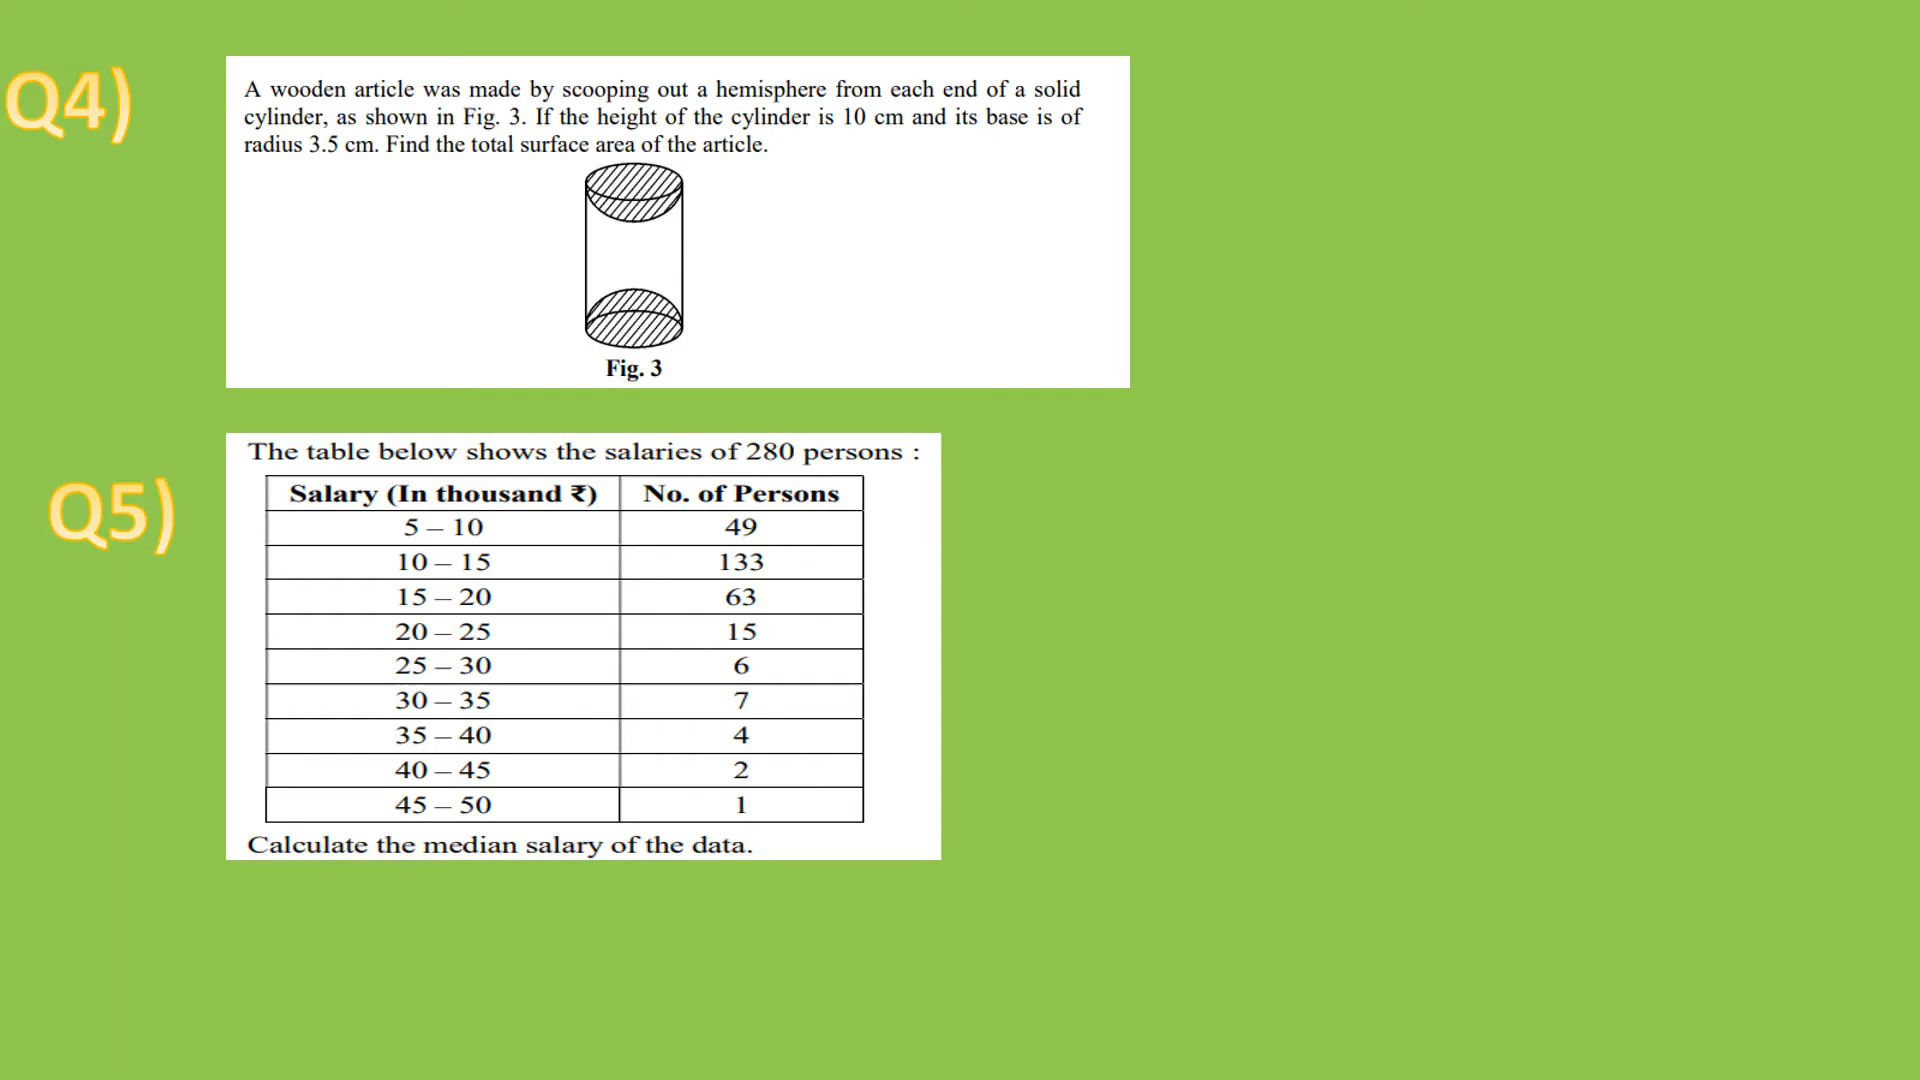 Q4)
A wooden article was made by scooping out a hemisphere from each end of a solid
cylinder, as shown in Fig. 3. If the height of the cylinder is 10 cm and its base is of
radius 3.5 cm. Find the total surface area of the article.
Fig. 3
Q5)
The table below shows the salaries of 280 persons :
Salary (In thousand ₹) No. of Persons
5 – 10 49
10 – 15 133
15 – 20 63
20 – 25 15
25 – 30 6
30 – 35 7
35 – 40 4
40 – 45 2
45 – 50 1
Calculate the median salary of the data.